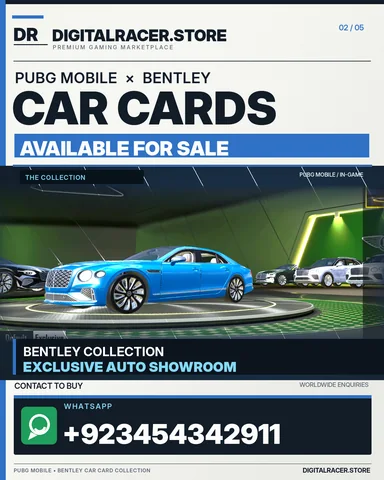 DR DIGITALRACER.STORE
PREMIUM GAMING MARKETPLACE
02 / 05
PUBG MOBILE × BENTLEY
CAR CARDS
AVAILABLE FOR SALE
THE COLLECTION
PUBG MOBILE / IN-GAME
Default Exclusive
BENTLEY COLLECTION
EXCLUSIVE AUTO SHOWROOM
CONTACT TO BUY
WORLDWIDE ENQUIRIES
WHATSAPP
+923454342911
PUBG MOBILE • BENTLEY CAR CARD COLLECTION
DIGITALRACER.STORE